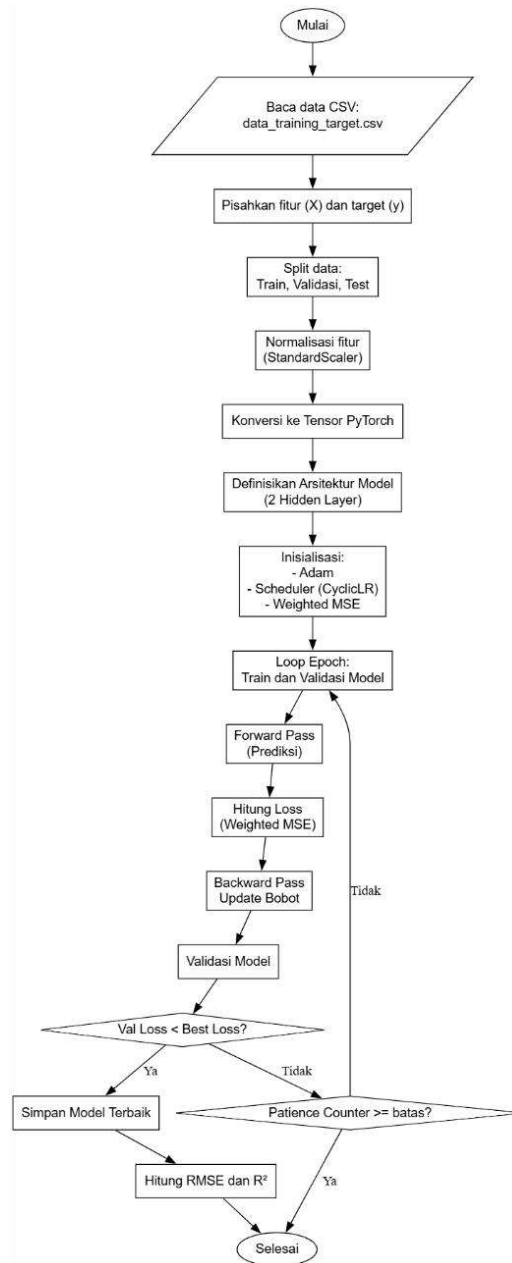 Mulai
Baca data CSV:
data_training_target.csv
Pisahkan fitur (X) dan target (y)
Split data:
Train, Validasi, Test
Normalisasi fitur
(StandardScaler)
Konversi ke Tensor PyTorch
Definisikan Arsitektur Model
(2 Hidden Layer)
Inisialisasi:
- Adam
- Scheduler (CyclicLR)
- Weighted MSE
Loop Epoch:
Train dan Validasi Model
Forward Pass
(Prediksi)
Hitung Loss
(Weighted MSE)
Backward Pass
Update Bobot
Tidak
Validasi Model
Val Loss < Best Loss?
Ya
Tidak
Simpan Model Terbaik
Patience Counter >= batas?
Hitung RMSE dan R²
Ya
Selesai